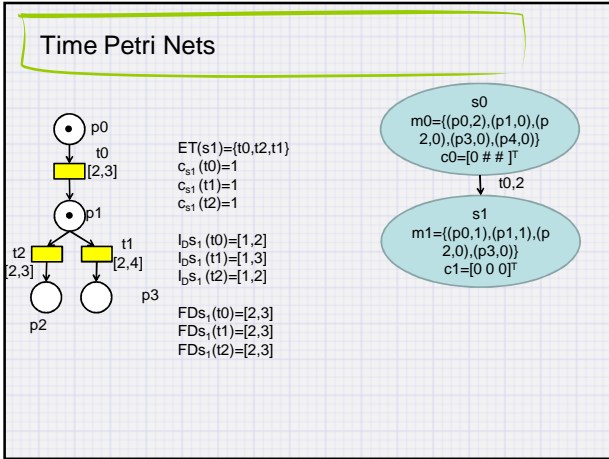 Time Petri Nets
p0
t0
[2,3]
p1
t2
[2,3]
t1
[2,4]
p2
p3
ET(s1)={t0,t2,t1}
cs1(t0)=1
cs1(t1)=1
cs1(t2)=1
IDs1(t0)=[1,2]
IDs1(t1)=[1,3]
IDs1(t2)=[1,2]
FDs1(t0)=[2,3]
FDs1(t1)=[2,3]
FDs1(t2)=[2,3]
s0
m0={(p0,2),(p1,0),(p
2,0),(p3,0),(p4,0)}
c0=[0 # # ]T
t0,2
s1
m1={(p0,1),(p1,1),(p
2,0),(p3,0)}
c1=[0 0 0]T